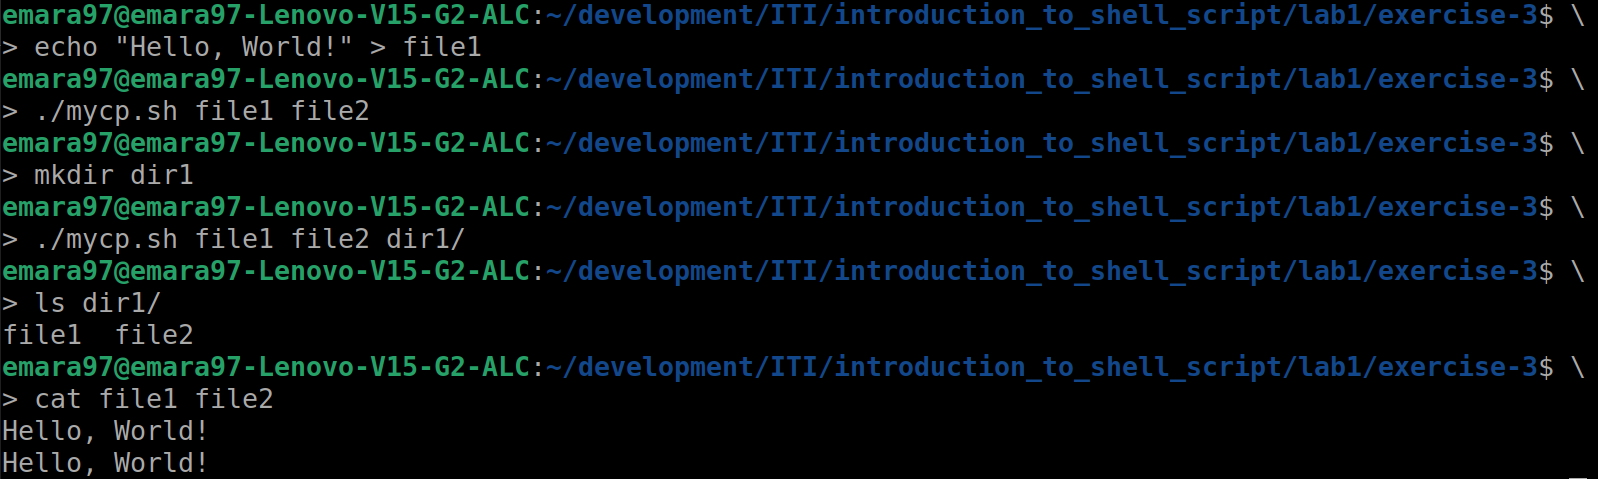 emara97@emara97-Lenovo-V15-G2-ALC:~/development/ITI/introduction_to_shell_script/lab1/exercise-3$ \
> echo "Hello, World!" > file1
emara97@emara97-Lenovo-V15-G2-ALC:~/development/ITI/introduction_to_shell_script/lab1/exercise-3$ \
> ./mycp.sh file1 file2
emara97@emara97-Lenovo-V15-G2-ALC:~/development/ITI/introduction_to_shell_script/lab1/exercise-3$ \
> mkdir dir1
emara97@emara97-Lenovo-V15-G2-ALC:~/development/ITI/introduction_to_shell_script/lab1/exercise-3$ \
> ./mycp.sh file1 file2 dir1/
emara97@emara97-Lenovo-V15-G2-ALC:~/development/ITI/introduction_to_shell_script/lab1/exercise-3$ \
> ls dir1/
file1  file2
emara97@emara97-Lenovo-V15-G2-ALC:~/development/ITI/introduction_to_shell_script/lab1/exercise-3$ \
> cat file1 file2
Hello, World!
Hello, World!